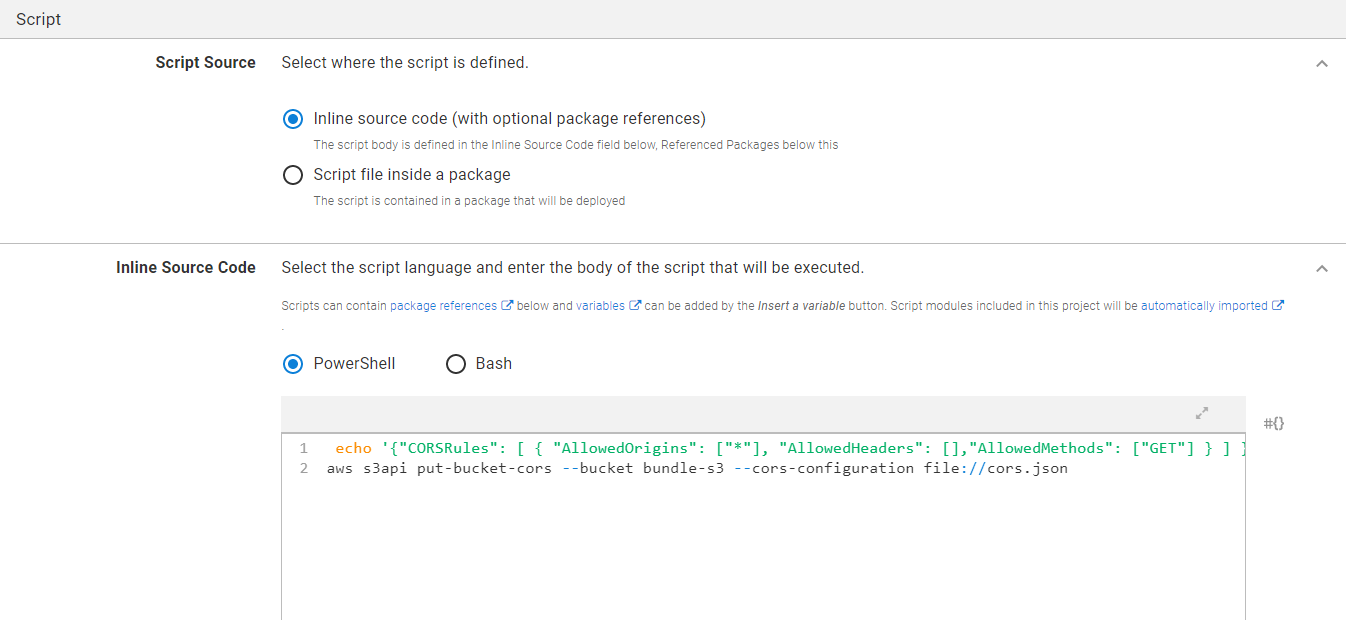 Script
Script Source Select where the script is defined.
Inline source code (with optional package references)
The script body is defined in the Inline Source Code field below, Referenced Packages below this
Script file inside a package
The script is contained in a package that will be deployed
Inline Source Code Select the script language and enter the body of the script that will be executed.
Scripts can contain package references below and variables can be added by the Insert a variable button. Script modules included in this project will be automatically imported
.
PowerShell Bash
#{}
1 echo '{"CORSRules": [ { "AllowedOrigins": ["*"], "AllowedHeaders": [],"AllowedMethods": ["GET"] } ] }
2 aws s3api put-bucket-cors --bucket bundle-s3 --cors-configuration file://cors.json